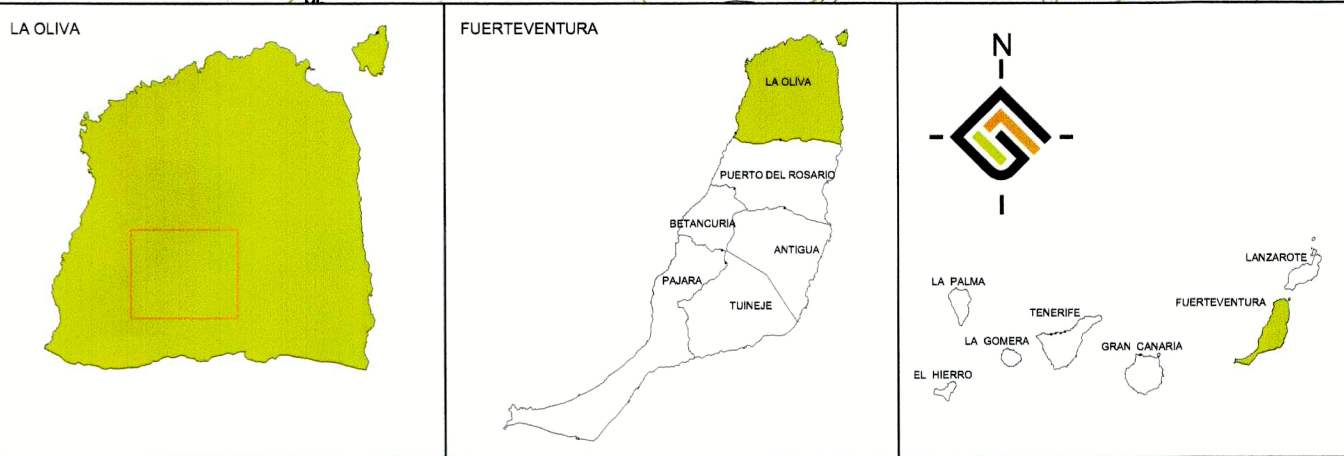 LA OLIVA
FUERTEVENTURA
LA OLIVA
PUERTO DEL ROSARIO
BETANCURIA
ANTIGUA
PAJARA
TUINEJE
N
LANZAROTE
LA PALMA
FUERTEVENTURA
TENERIFE
LA GOMERA
GRAN CANARIA
EL HIERRO